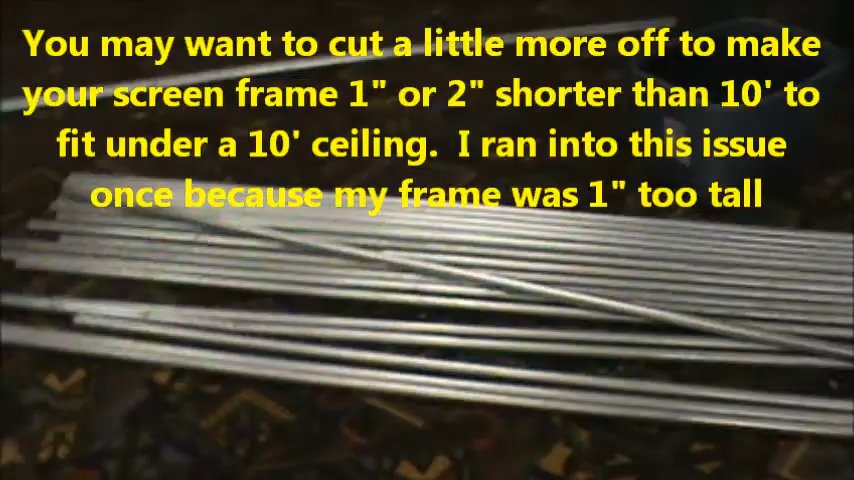 You may want to cut a little more off to make
your screen frame 1" or 2" shorter than 10' to
fit under a 10' ceiling.  I ran into this issue
once because my frame was 1" too tall